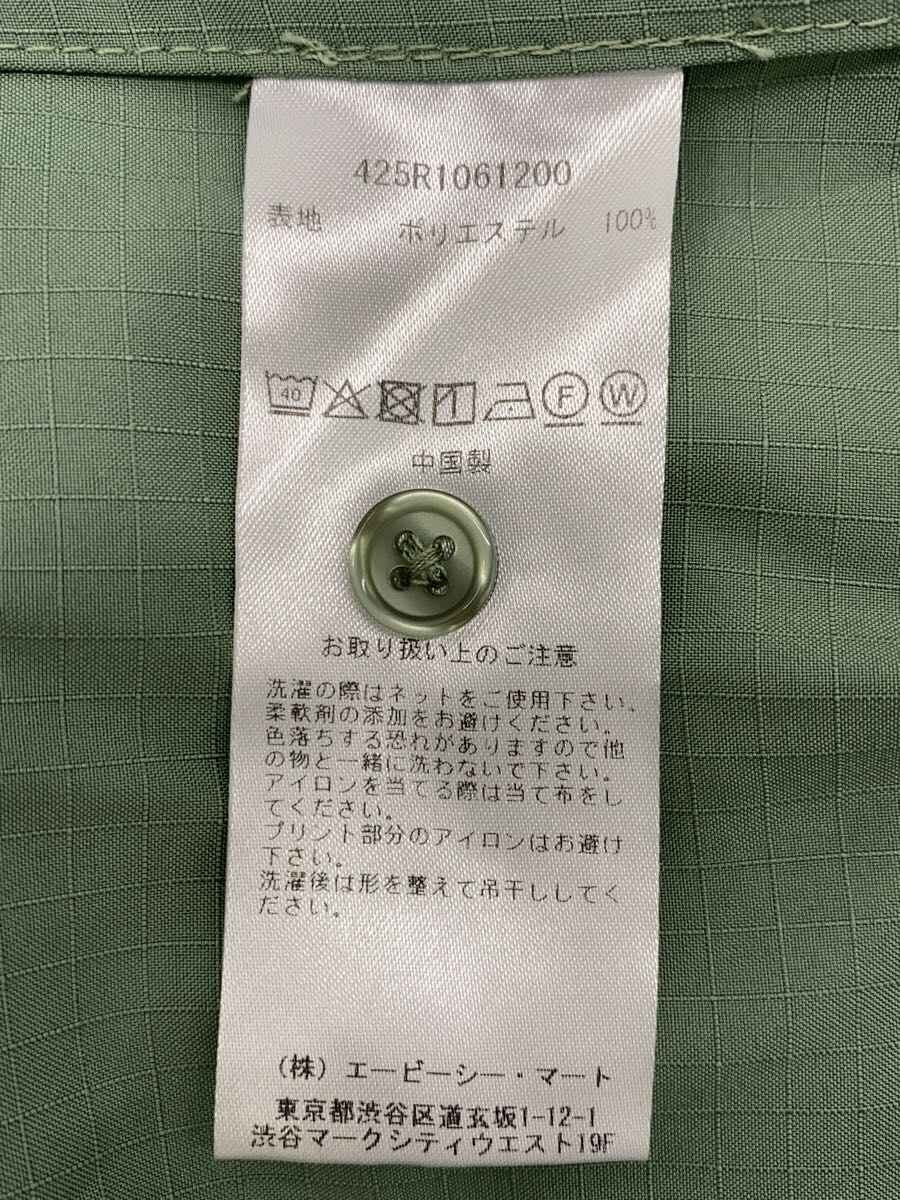 425R1061200
表地 ポリエステル 100%
40 F W
中国製
お取り扱い上のご注意
洗濯の際はネットをご使用下さい。
柔軟剤の添加をお避けください。
色落ちする恐れがありますので他
の物と一緒に洗わないで下さい。
アイロンを当てる際は当て布をし
てください。
プリント部分のアイロンはお避け
下さい。
洗濯後は形を整えて吊干ししてく
ださい。
(株) エービーシー・マート
東京都渋谷区道玄坂1-12-1
渋谷マークシティウエスト19F